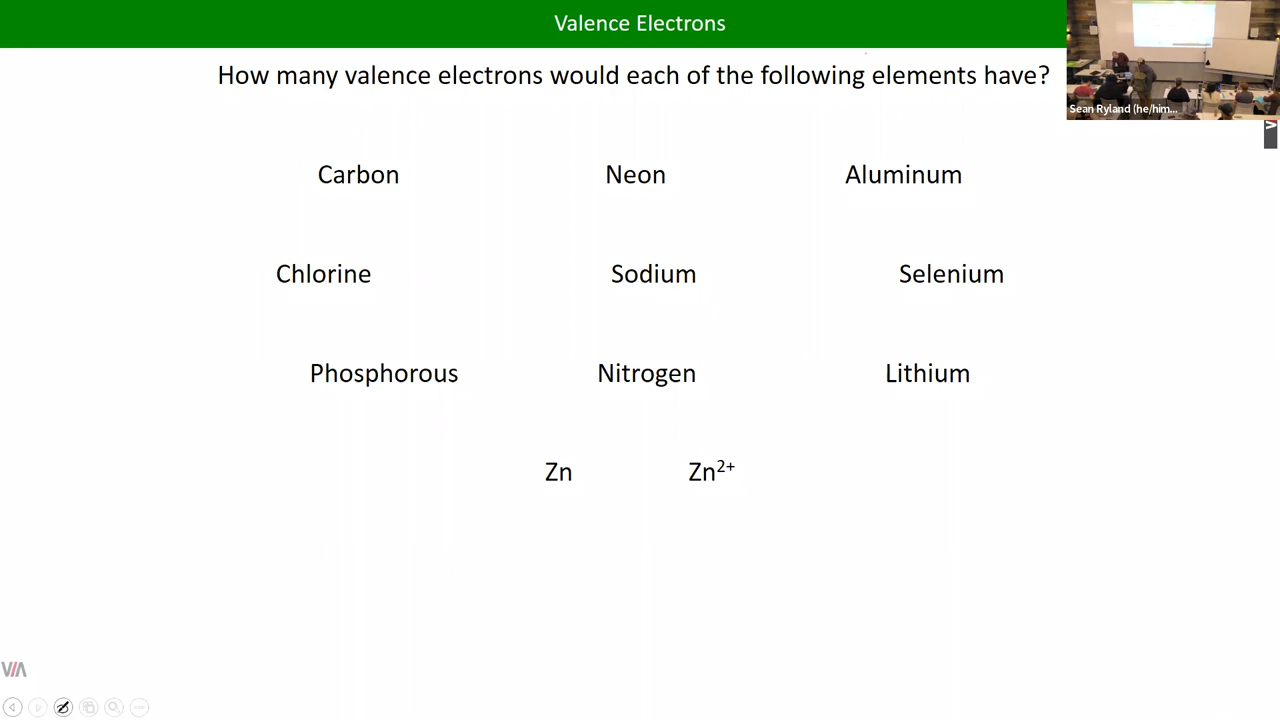 Valence Electrons
How many valence electrons would each of the following elements have?
Sean Ryland (he/him...
Carbon Neon Aluminum
Chlorine Sodium Selenium
Phosphorous Nitrogen Lithium
Zn Zn²⁺
VIA